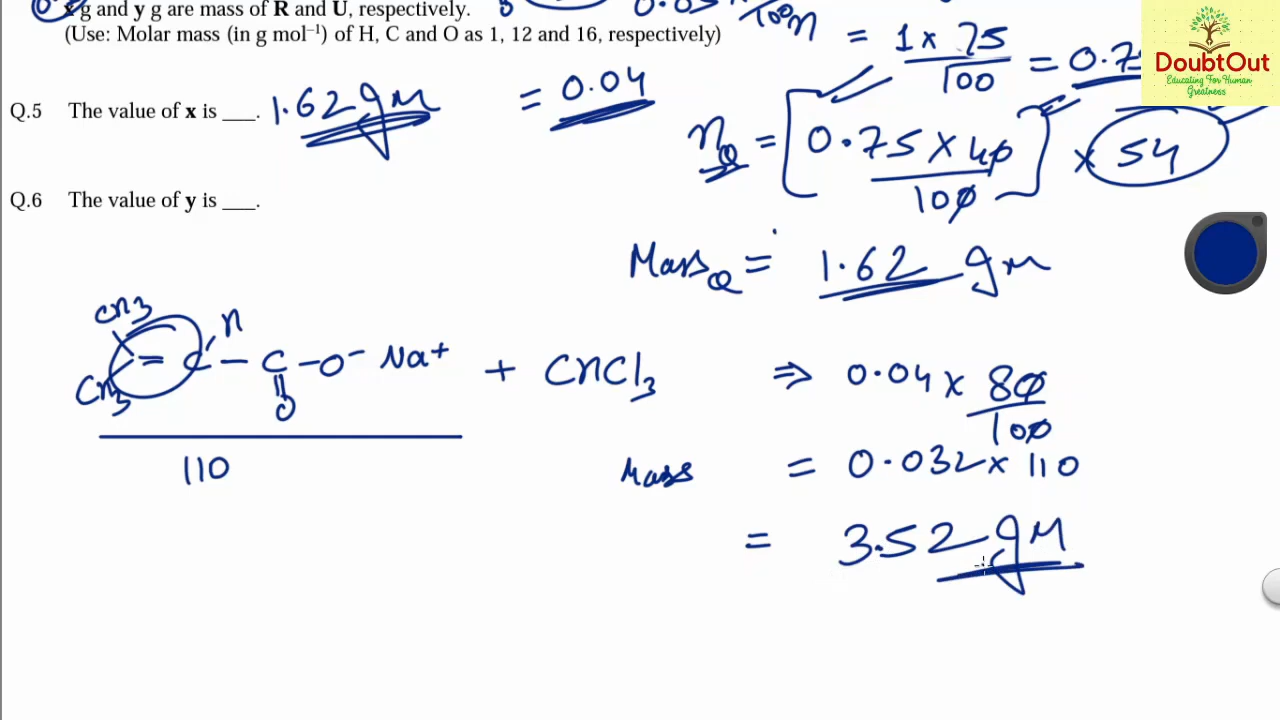 x g and y g are mass of R and U, respectively.
(Use: Molar mass (in g mol⁻¹) of H, C and O as 1, 12 and 16, respectively)
= 1 x 75 / 100 = 0.75
DoubtOut
Educating For Human
Greatness
Q.5 The value of x is ___. 1.62 gm
= 0.04
n_Q = [0.75 x 40 / 100] x 54
Q.6 The value of y is ___.
Mass_Q = 1.62 gm
CH3
CH3
= C - C - O⁻ Na⁺ + CHCl3 ⇒ 0.04 x 80 / 100
H
O
110
Mass = 0.032 x 110
= 3.52 gm